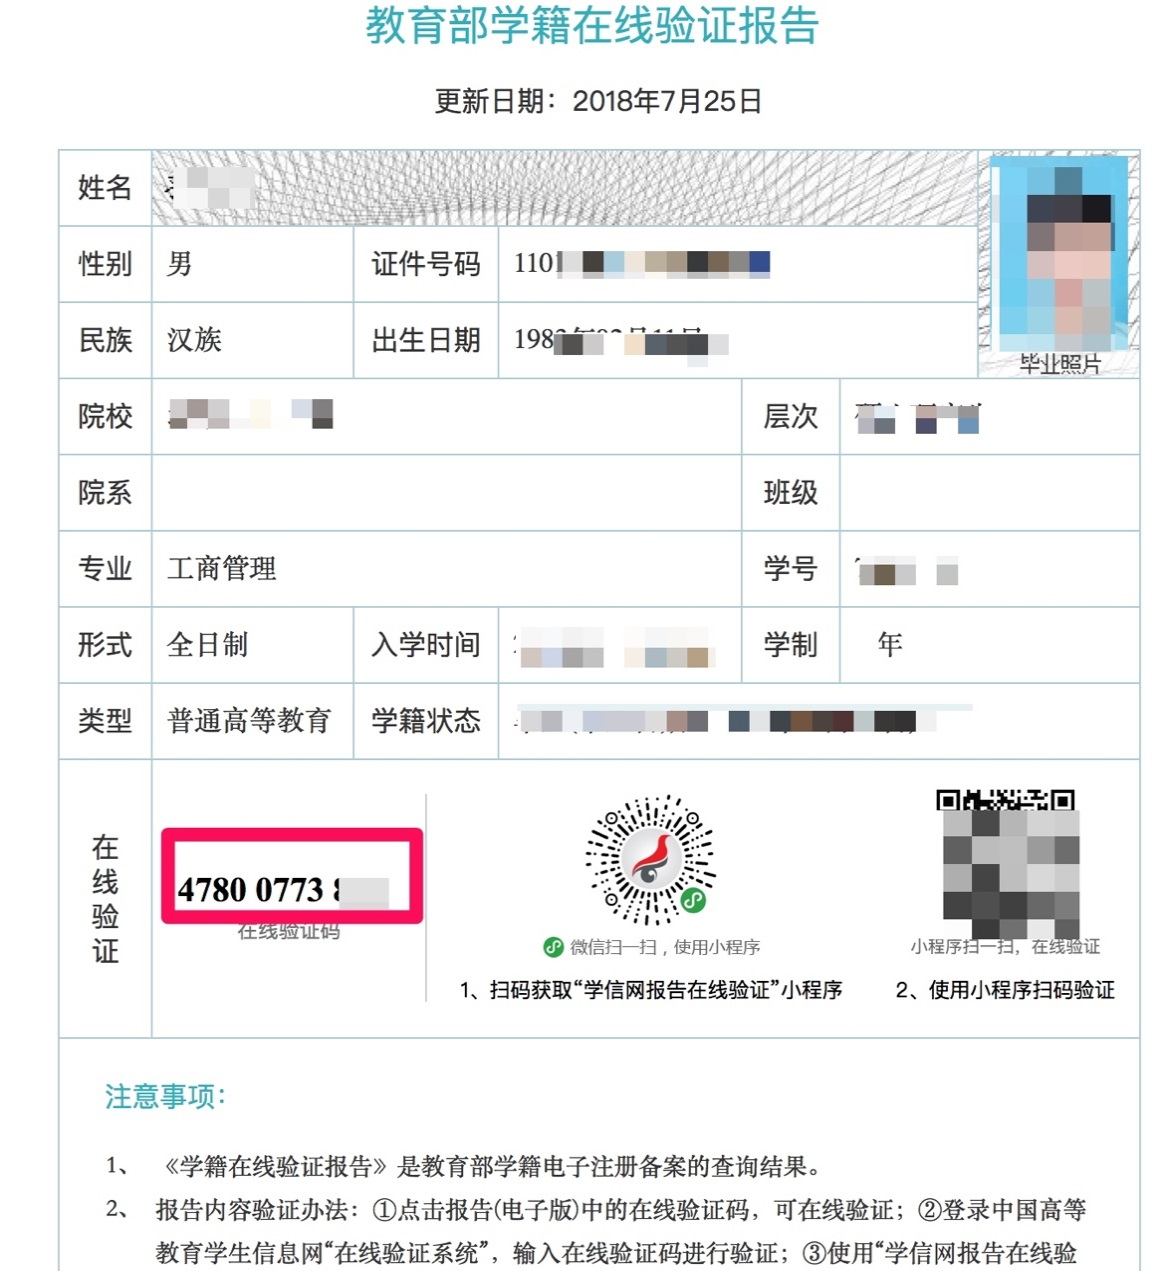 教育部学籍在线验证报告
更新日期：2018年7月25日
姓名
性别 男 证件号码 110
民族 汉族 出生日期 198
毕业照片
院校 层次
院系 班级
专业 工商管理 学号
形式 全日制 入学时间 学制 年
类型 普通高等教育 学籍状态
在线验证
4780 0773
在线验证码
微信扫一扫，使用小程序
小程序扫一扫，在线验证
1、扫码获取“学信网报告在线验证”小程序
2、使用小程序扫码验证
注意事项：
1、《学籍在线验证报告》是教育部学籍电子注册备案的查询结果。
2、报告内容验证办法：①点击报告(电子版)中的在线验证码，可在线验证；②登录中国高等
教育学生信息网“在线验证系统”，输入在线验证码进行验证；③使用“学信网报告在线验